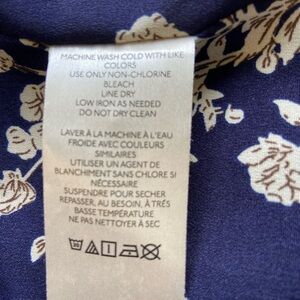 MACHINE WASH COLD WITH LIKE
COLORS
USE ONLY NON-CHLORINE
BLEACH
LINE DRY
LOW IRON AS NEEDED
DO NOT DRY CLEAN
LAVER À LA MACHINE À L'EAU
FROIDE AVEC COULEURS
SIMILAIRES
UTILISER UN AGENT DE
BLANCHIMENT SANS CHLORE SI
NÉCESSAIRE
SUSPENDRE POUR SECHER
REPASSER, AU BESOIN, À TRÈS
BASSE TEMPÉRATURE
NE PAS NETTOYER À SEC